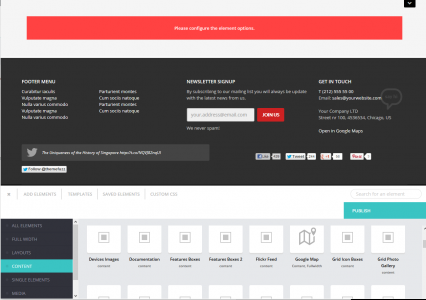 Please configure the element options.
FOOTER MENU
Curabitur iaculis
Vulputate magna
Nulla varius commodo
Vulputate magna
Nulla varius commodo
Parturient montes
Cum sociis natoque
Parturient montes
Cum sociis natoque
NEWSLETTER SIGNUP
By subscribing to our mailing list you will always be update
with the latest news from us.
your.address@email.com
JOIN US
We never spam!
GET IN TOUCH
T (212) 555 55 00
Email: sales@yourwebsite.com
Your Company LTD
Street nr 100, 4536534, Chicago, US
Open in Google Maps
The Uniqueness of the History of Singapore
Follow @themefuzz
Like
Tweet
+1
Pin it
ADD ELEMENTS
TEMPLATES
SAVED ELEMENTS
CUSTOM CSS
Search for an element
PUBLISH
ALL ELEMENTS
FULL WIDTH
LAYOUTS
CONTENT
SINGLE ELEMENTS
MEDIA
Devices Images
content
Documentation
content
Features Boxes
content
Features Boxes 2
content
Flickr Feed
content
Google Map
Content, Fullwidth
Grid Icon Boxes
content
Grid Photo
Gallery
content